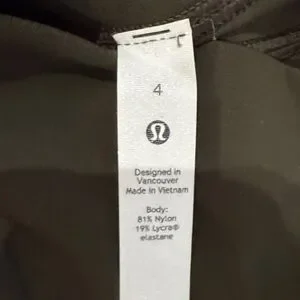 4
Designed in
Vancouver
Made in Vietnam
Body:
81% Nylon
19% Lycra®
elastane